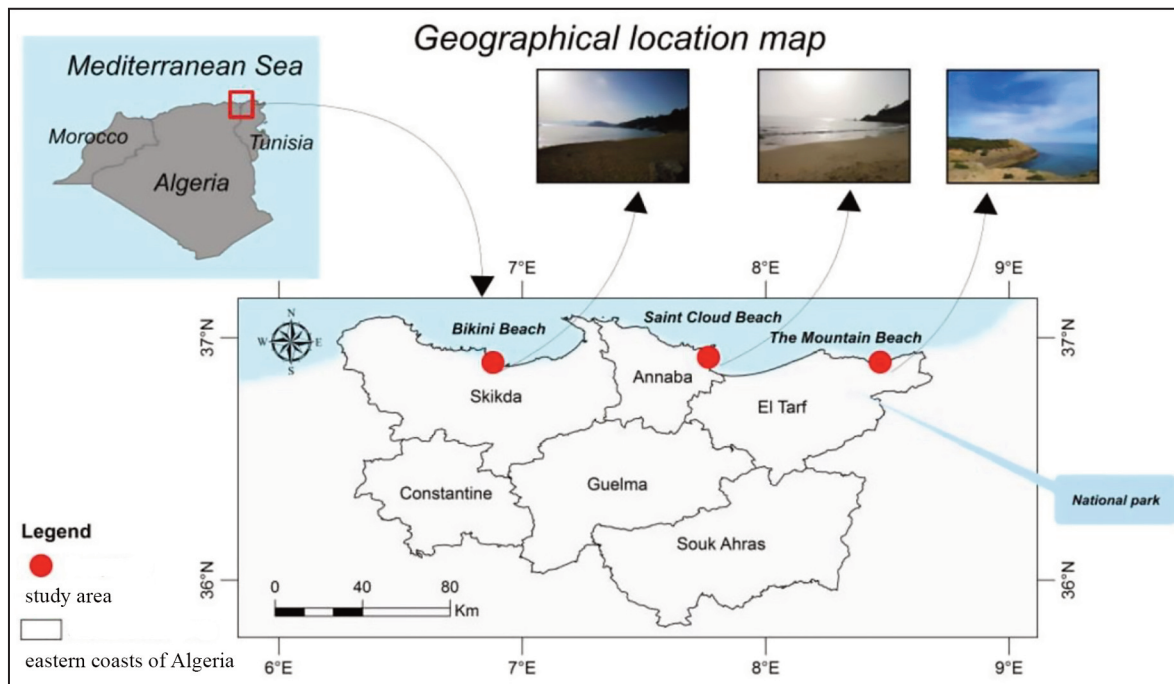 Geographical location map
Mediterranean Sea
Morocco
Tunisia
Algeria
7°E
8°E
9°E
37°N
37°N
N
W
E
S
Bikini Beach
Saint Cloud Beach
The Mountain Beach
Skikda
Annaba
El Tarf
Constantine
Guelma
Souk Ahras
National park
Legend
study area
eastern coasts of Algeria
0
40
80
Km
36°N
36°N
6°E
7°E
8°E
9°E